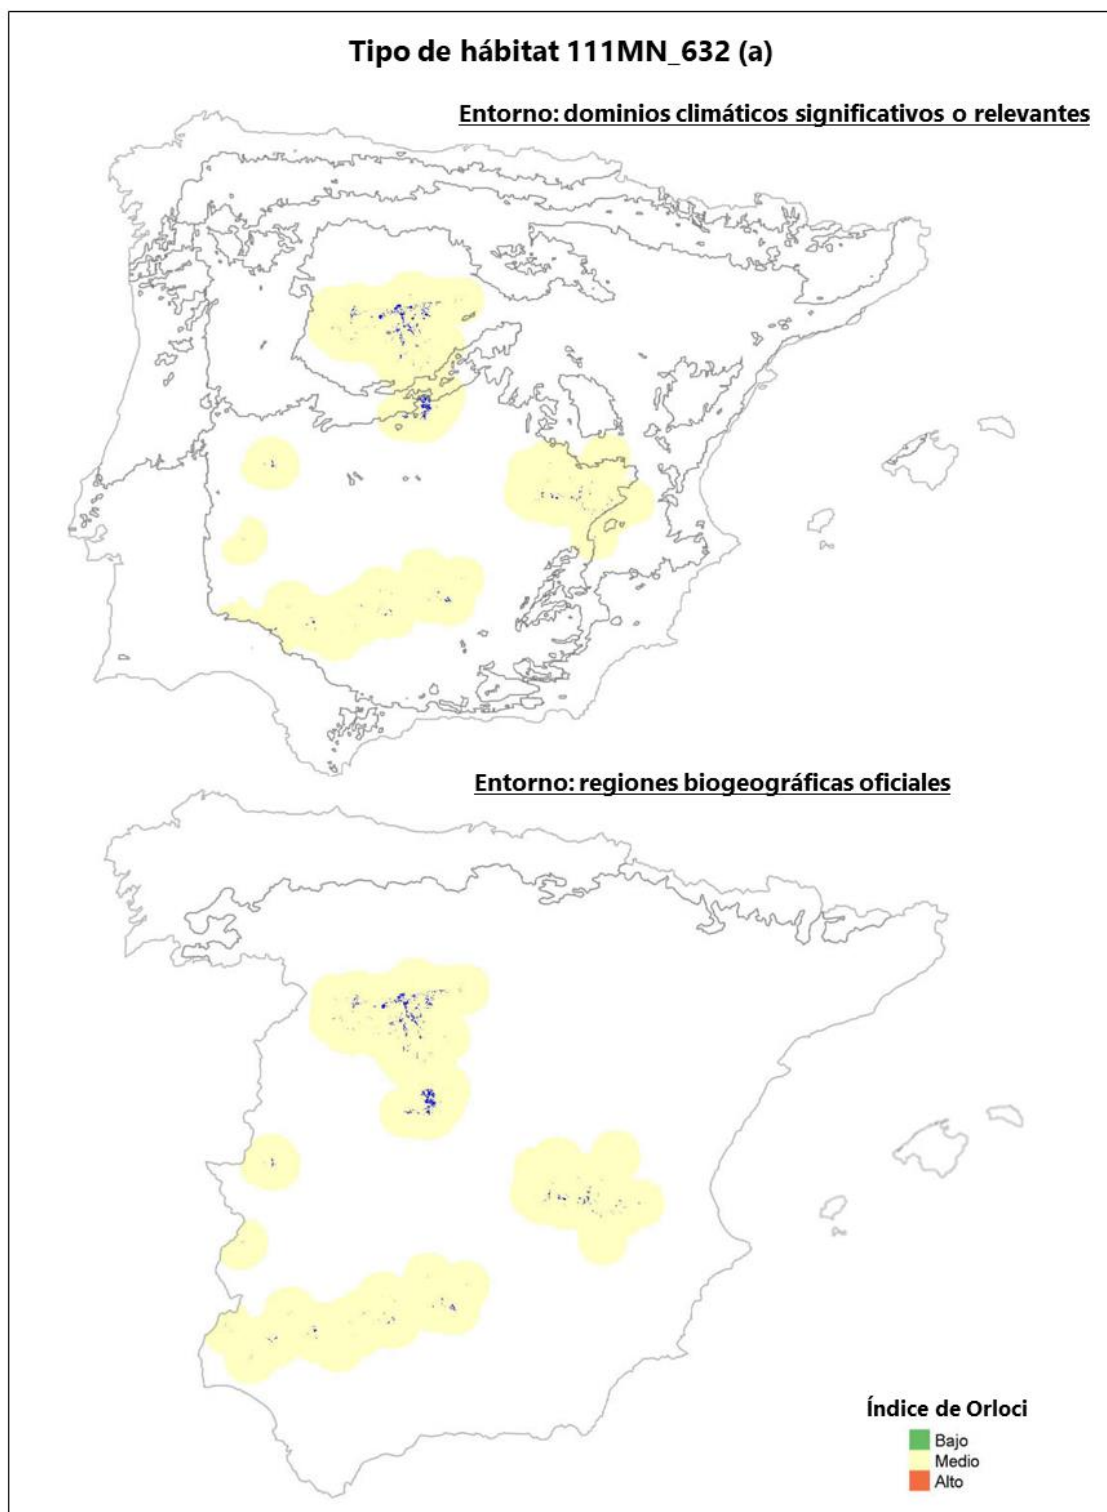 Tipo de hábitat 111MN_632 (a)
Entorno: dominios climáticos significativos o relevantes
Entorno: regiones biogeográficas oficiales
Índice de Orloci
Bajo
Medio
Alto